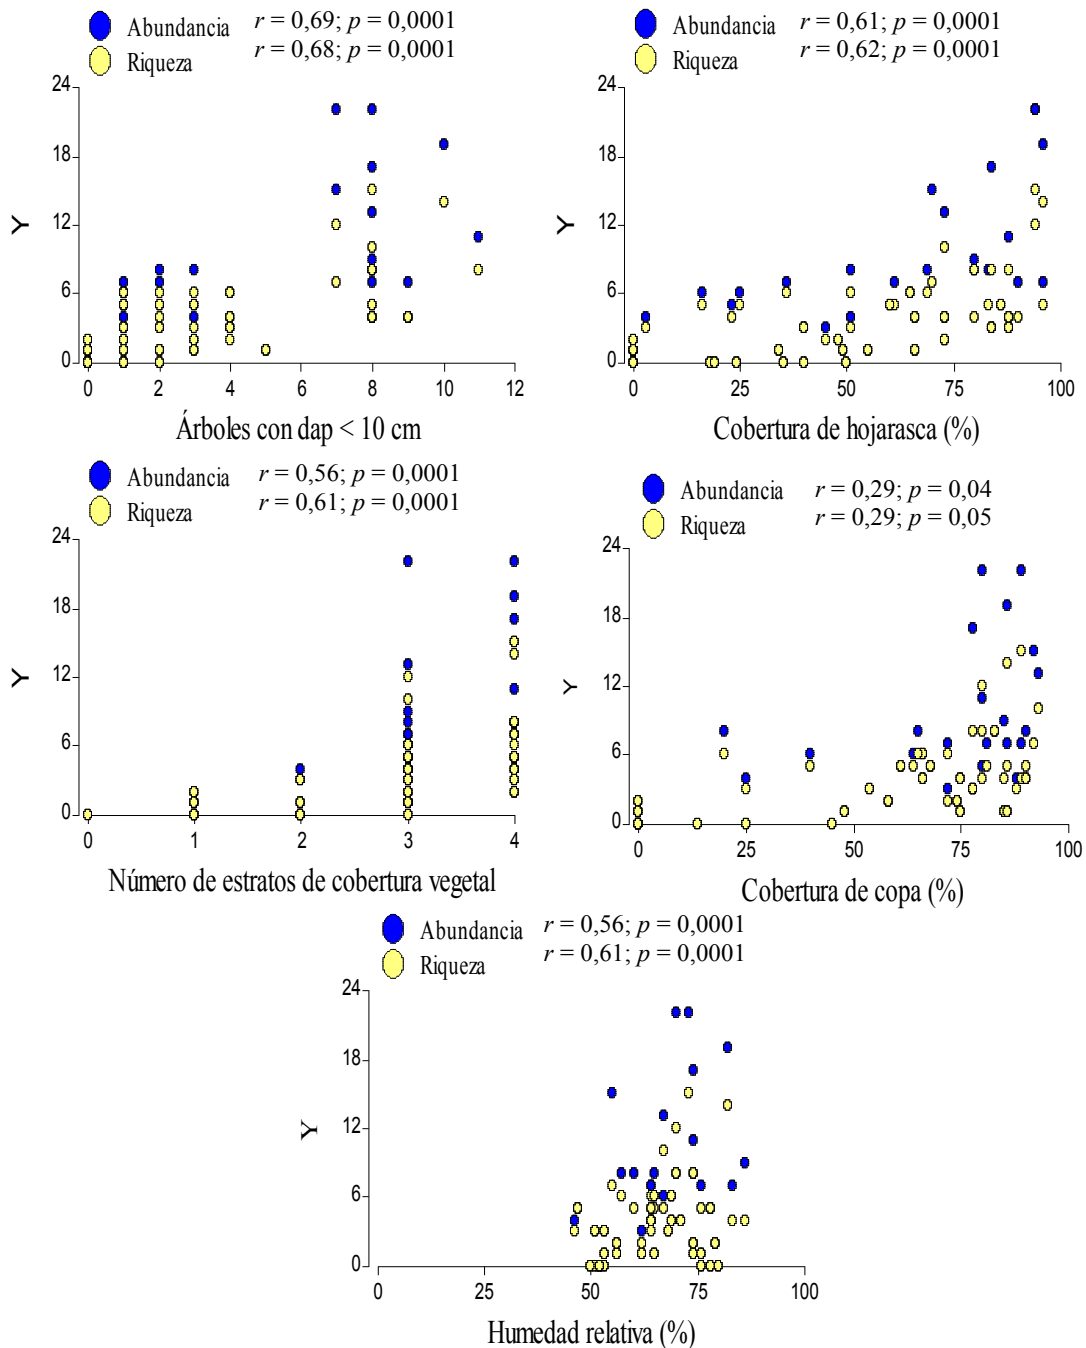 Abundancia r = 0,69; p = 0,0001
Riqueza r = 0,68; p = 0,0001
24
18
12
6
0
Y
0 2 4 6 8 10 12
Árboles con dap < 10 cm
Abundancia r = 0,61; p = 0,0001
Riqueza r = 0,62; p = 0,0001
24
18
12
6
0
Y
0 25 50 75 100
Cobertura de hojarasca (%)
Abundancia r = 0,56; p = 0,0001
Riqueza r = 0,61; p = 0,0001
24
18
12
6
0
Y
0 1 2 3 4
Número de estratos de cobertura vegetal
Abundancia r = 0,29; p = 0,04
Riqueza r = 0,29; p = 0,05
24
18
12
6
0
Y
0 25 50 75 100
Cobertura de copa (%)
Abundancia r = 0,56; p = 0,0001
Riqueza r = 0,61; p = 0,0001
24
18
12
6
0
Y
0 25 50 75 100
Humedad relativa (%)